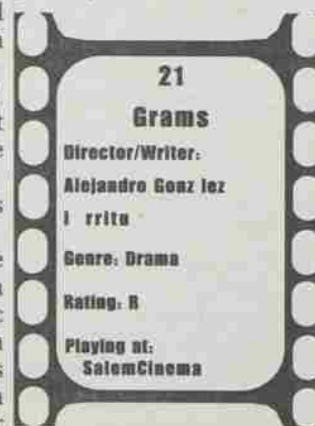 21
Grams
Director/Writer:
Alejandro Gonz lez
I rritu
Genre: Drama
Rating: R
Playing at:
SalemCinema